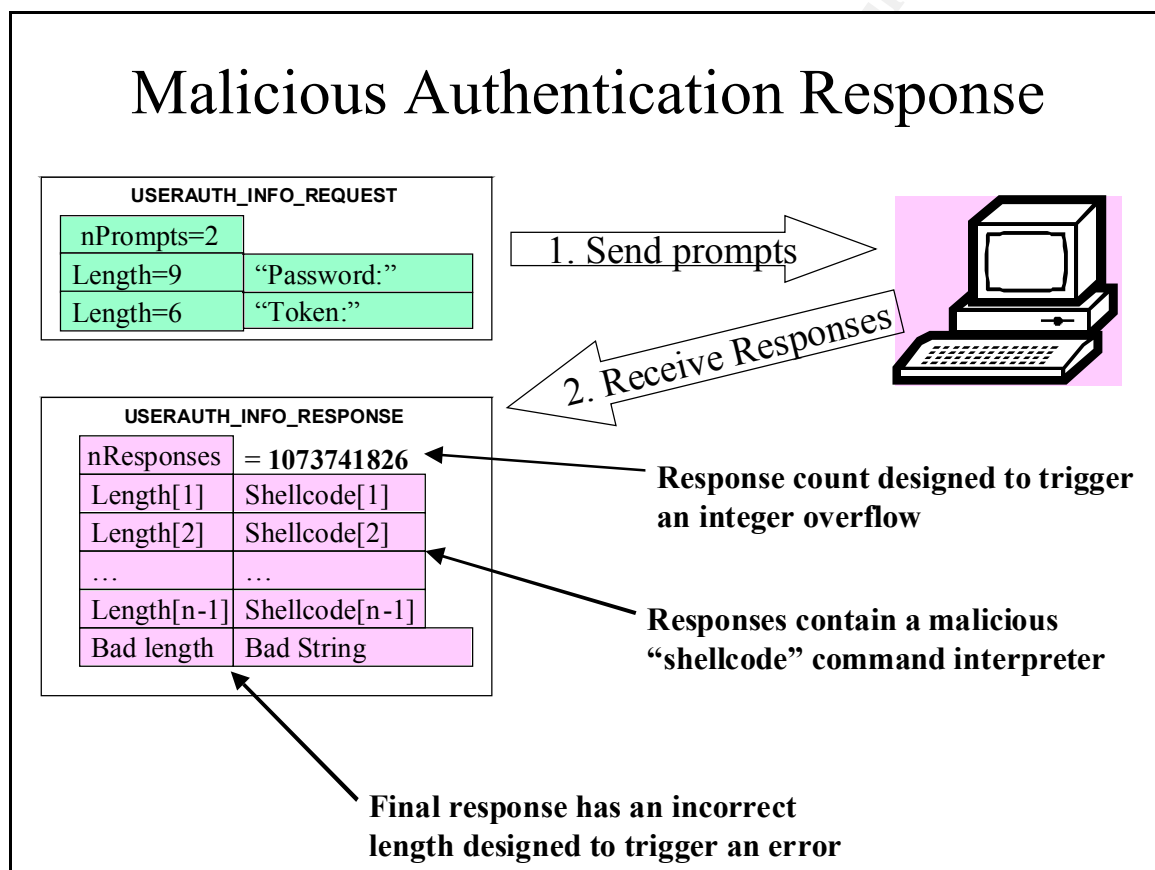 Malicious Authentication Response
USERAUTH_INFO_REQUEST
nPrompts=2
Length=9 “Password:”
Length=6 “Token:”
1. Send prompts
2. Receive Responses
USERAUTH_INFO_RESPONSE
nResponses = 1073741826
Length[1] Shellcode[1]
Length[2] Shellcode[2]
… …
Length[n-1] Shellcode[n-1]
Bad length Bad String
Response count designed to trigger
an integer overflow
Responses contain a malicious
“shellcode” command interpreter
Final response has an incorrect
length designed to trigger an error